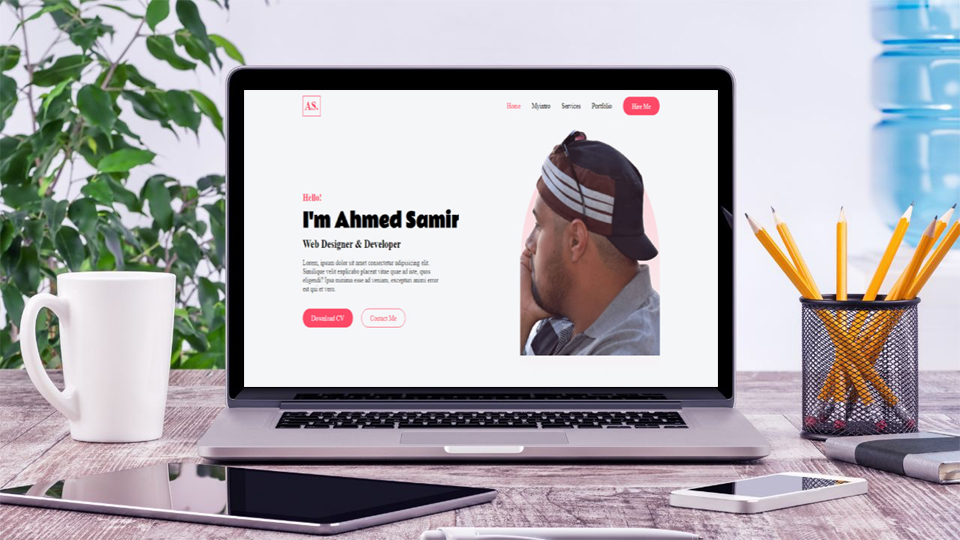 AS.
Home Myintro Services Portfolio Hire Me
Hello!
I'm Ahmed Samir
Web Designer & Developer
Lorem, ipsum dolor sit amet consectetur adipisicing elit.
Similique velit explicabo placeat vitae quae ad iste, quos
eligendi? Ipsa minima esse ad veniam, excepturi animi error
est qui et vero.
Download CV Contact Me